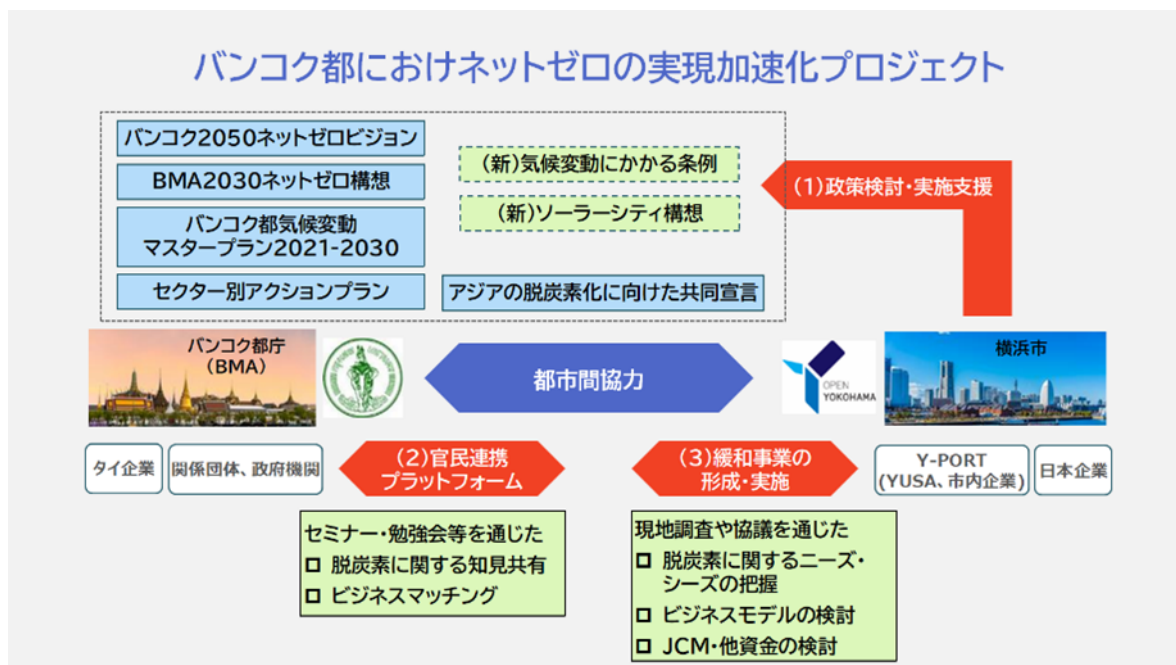 バンコク都におけネットゼロの実現加速化プロジェクト
バンコク2050ネットゼロビジョン
BMA2030ネットゼロ構想
バンコク都気候変動
マスタープラン2021-2030
セクター別アクションプラン
(新)気候変動にかかる条例
(新)ソーラーシティ構想
アジアの脱炭素化に向けた共同宣言
(1)政策検討・実施支援
バンコク都庁
(BMA)
都市間協力
OPEN
YOKOHAMA
横浜市
タイ企業
関係団体、政府機関
(2)官民連携
プラットフォーム
(3)緩和事業の
形成・実施
Y-PORT
(YUSA、市内企業)
日本企業
セミナー・勉強会等を通じた
□ 脱炭素に関する知見共有
□ ビジネスマッチング
現地調査や協議を通じた
□ 脱炭素に関するニーズ・
シーズの把握
□ ビジネスモデルの検討
□ JCM・他資金の検討